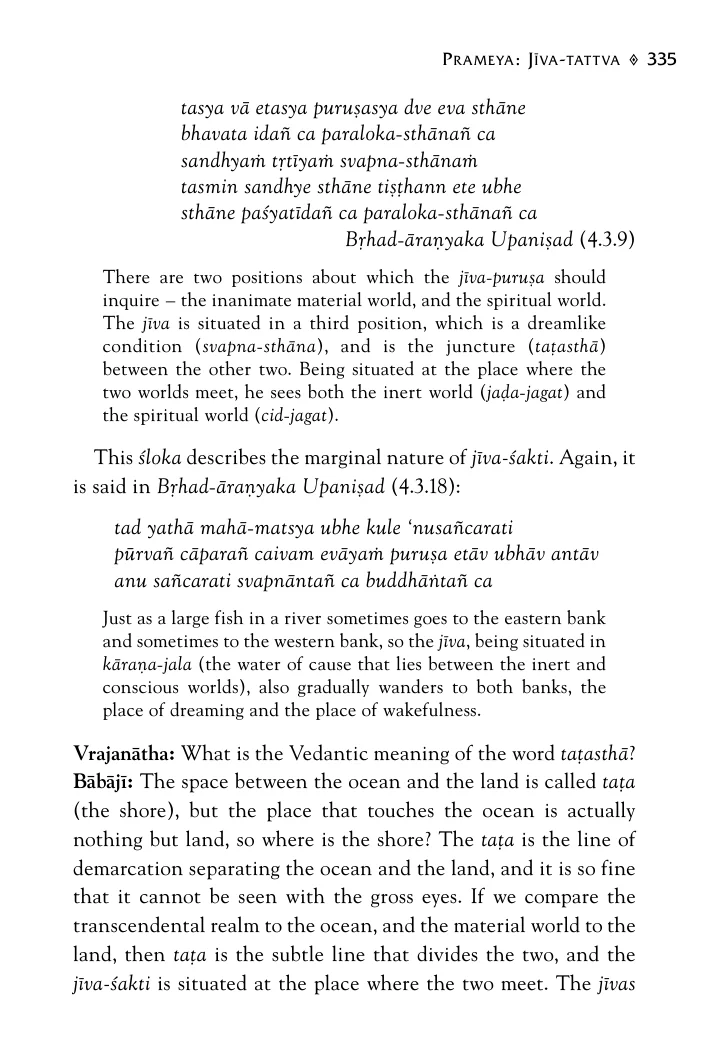 PRAMEYA: JĪVA-TATTVA ◊ 335
tasya vā etasya puruṣasya dve eva sthāne
bhavata idañ ca paraloka-sthānañ ca
sandhyaṁ tṛtīyaṁ svapna-sthānaṁ
tasmin sandhye sthāne tiṣṭhann ete ubhe
sthāne paśyatīdañ ca paraloka-sthānañ ca
Bṛhad-āraṇyaka Upaniṣad (4.3.9)
There are two positions about which the jīva-puruṣa should
inquire – the inanimate material world, and the spiritual world.
The jīva is situated in a third position, which is a dreamlike
condition (svapna-sthāna), and is the juncture (taṭasthā)
between the other two. Being situated at the place where the
two worlds meet, he sees both the inert world (jaḍa-jagat) and
the spiritual world (cid-jagat).
This śloka describes the marginal nature of jīva-śakti. Again, it
is said in Bṛhad-āraṇyaka Upaniṣad (4.3.18):
tad yathā mahā-matsya ubhe kule ‘nusañcarati
pūrvañ cāparañ caivam evāyaṁ puruṣa etāv ubhāv antāv
anu sañcarati svapnāntañ ca buddhāṅtañ ca
Just as a large fish in a river sometimes goes to the eastern bank
and sometimes to the western bank, so the jīva, being situated in
kāraṇa-jala (the water of cause that lies between the inert and
conscious worlds), also gradually wanders to both banks, the
place of dreaming and the place of wakefulness.
Vrajanātha: What is the Vedantic meaning of the word taṭasthā?
Bābājī: The space between the ocean and the land is called taṭa
(the shore), but the place that touches the ocean is actually
nothing but land, so where is the shore? The taṭa is the line of
demarcation separating the ocean and the land, and it is so fine
that it cannot be seen with the gross eyes. If we compare the
transcendental realm to the ocean, and the material world to the
land, then taṭa is the subtle line that divides the two, and the
jīva-śakti is situated at the place where the two meet. The jīvas